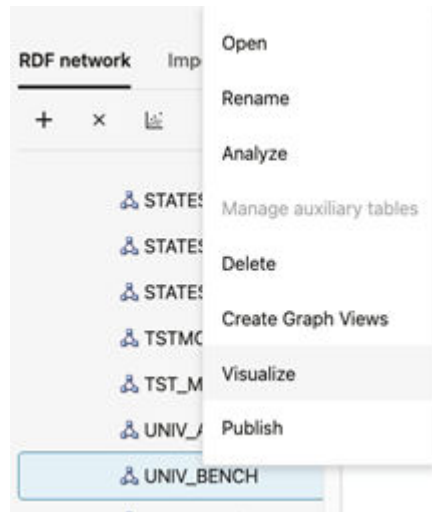 RDF network Imp
STATES
STATES
STATES
TSTMO
TST_M
UNIV_A
UNIV_BENCH
Open
Rename
Analyze
Manage auxiliary tables
Delete
Create Graph Views
Visualize
Publish